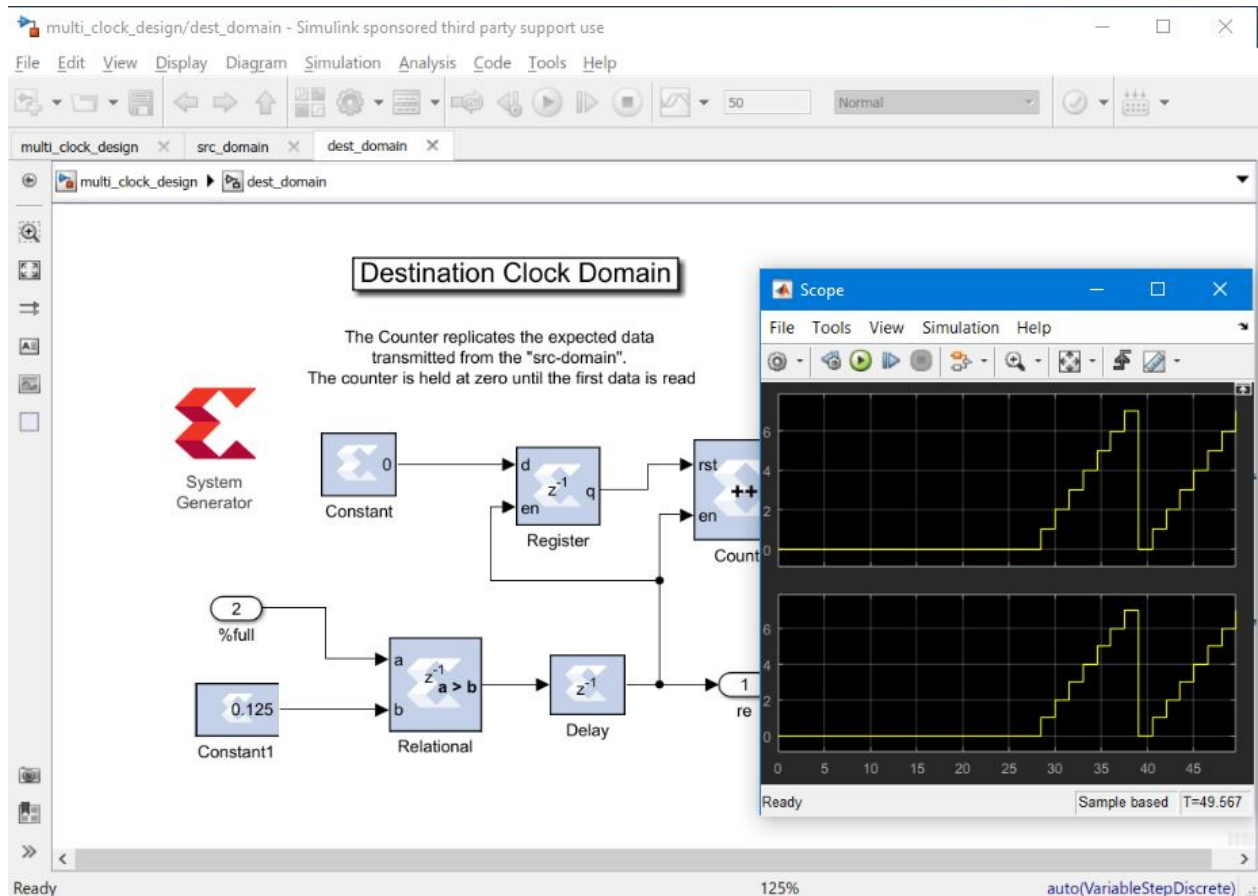 multi_clock_design/dest_domain - Simulink sponsored third party support use
File Edit View Display Diagram Simulation Analysis Code Tools Help
50 Normal
multi_clock_design src_domain dest_domain
multi_clock_design dest_domain
Destination Clock Domain
The Counter replicates the expected data
transmitted from the "src-domain".
The counter is held at zero until the first data is read
System
Generator
0
Constant
d
z-1 q
en
Register
rst
++
en
Count
2
%full
a
z-1
a > b
b
Relational
0.125
Constant1
z-1
Delay
1
re
Scope
File Tools View Simulation Help
6
4
2
0
6
4
2
0
0 5 10 15 20 25 30 35 40 45
Ready Sample based T=49.567
Ready 125% auto(VariableStepDiscrete)